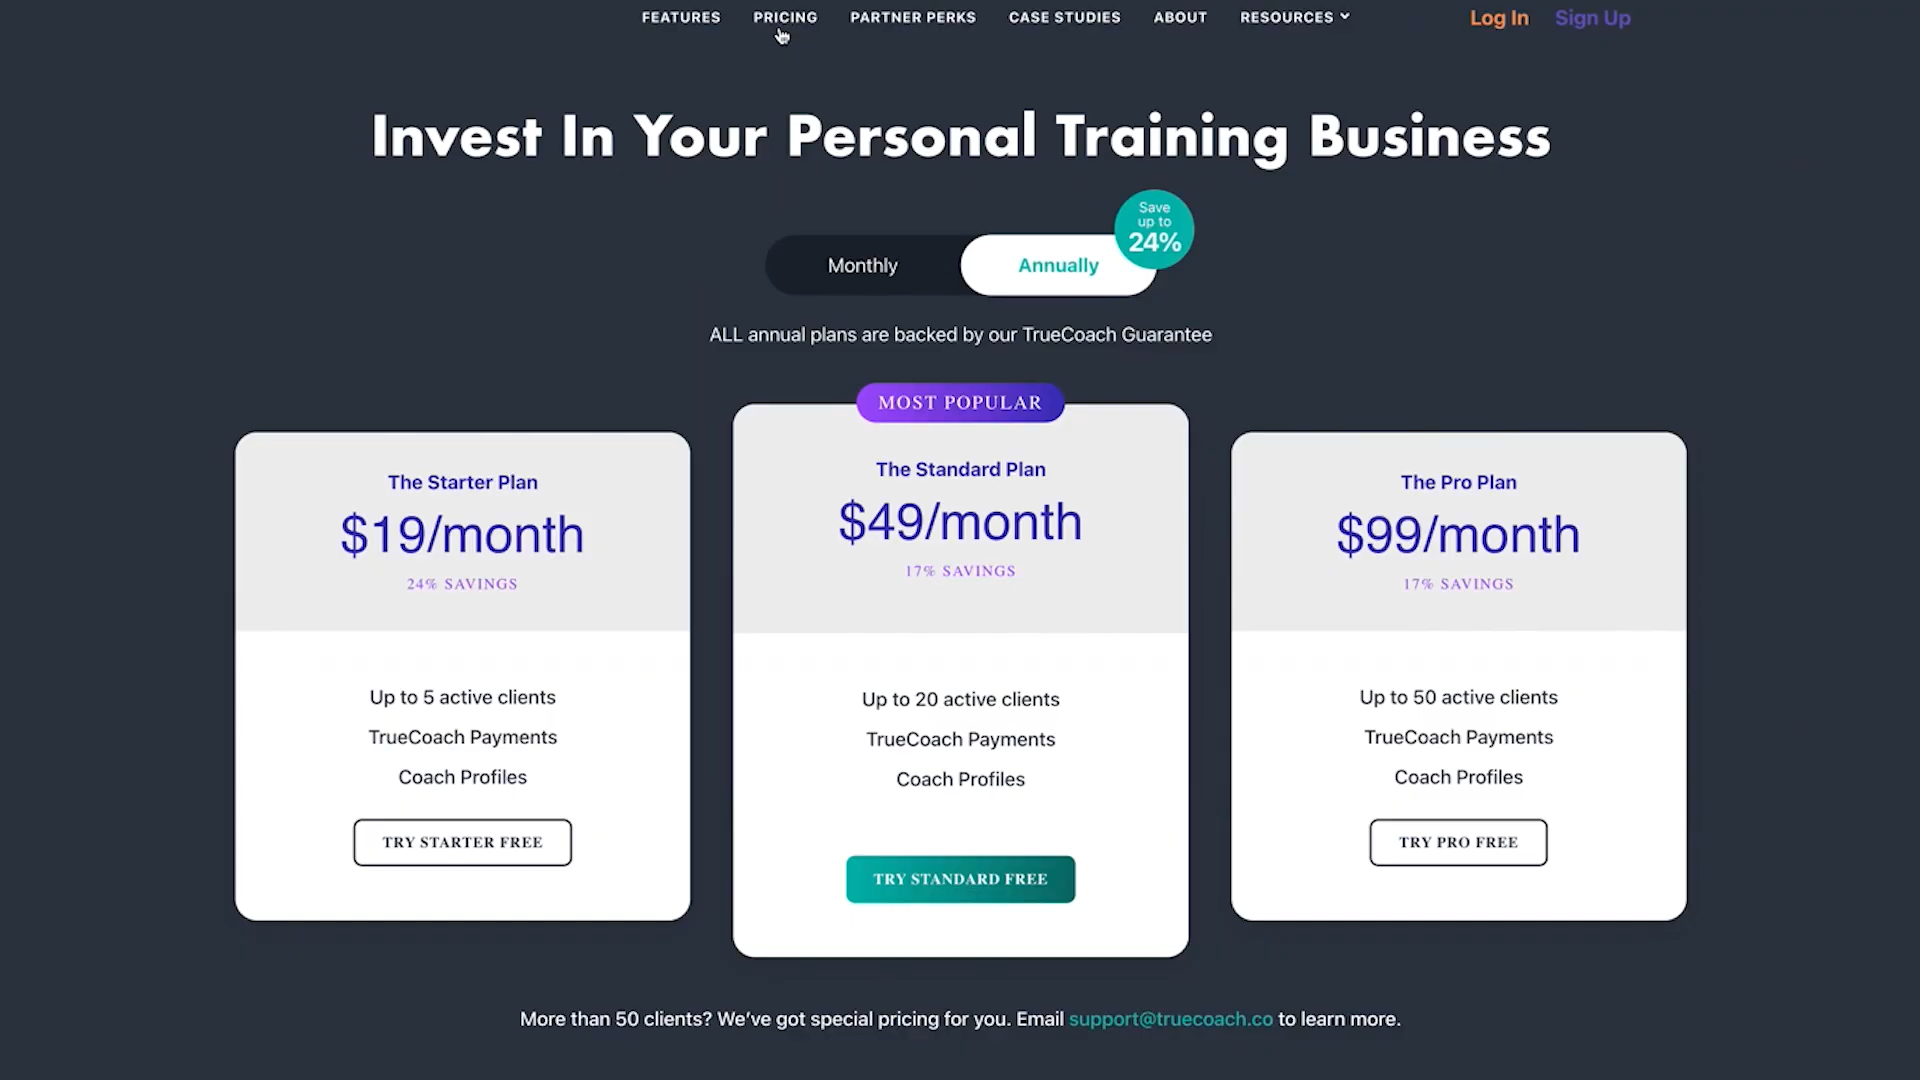 FEATURES PRICING PARTNER PERKS CASE STUDIES ABOUT RESOURCES Log In Sign Up
Invest In Your Personal Training Business
Save
up to
24%
Monthly Annually
ALL annual plans are backed by our TrueCoach Guarantee
The Starter Plan
$19/month
24% SAVINGS
Up to 5 active clients
TrueCoach Payments
Coach Profiles
TRY STARTER FREE
MOST POPULAR
The Standard Plan
$49/month
17% SAVINGS
Up to 20 active clients
TrueCoach Payments
Coach Profiles
TRY STANDARD FREE
The Pro Plan
$99/month
17% SAVINGS
Up to 50 active clients
TrueCoach Payments
Coach Profiles
TRY PRO FREE
More than 50 clients? We’ve got special pricing for you. Email support@truecoach.co to learn more.